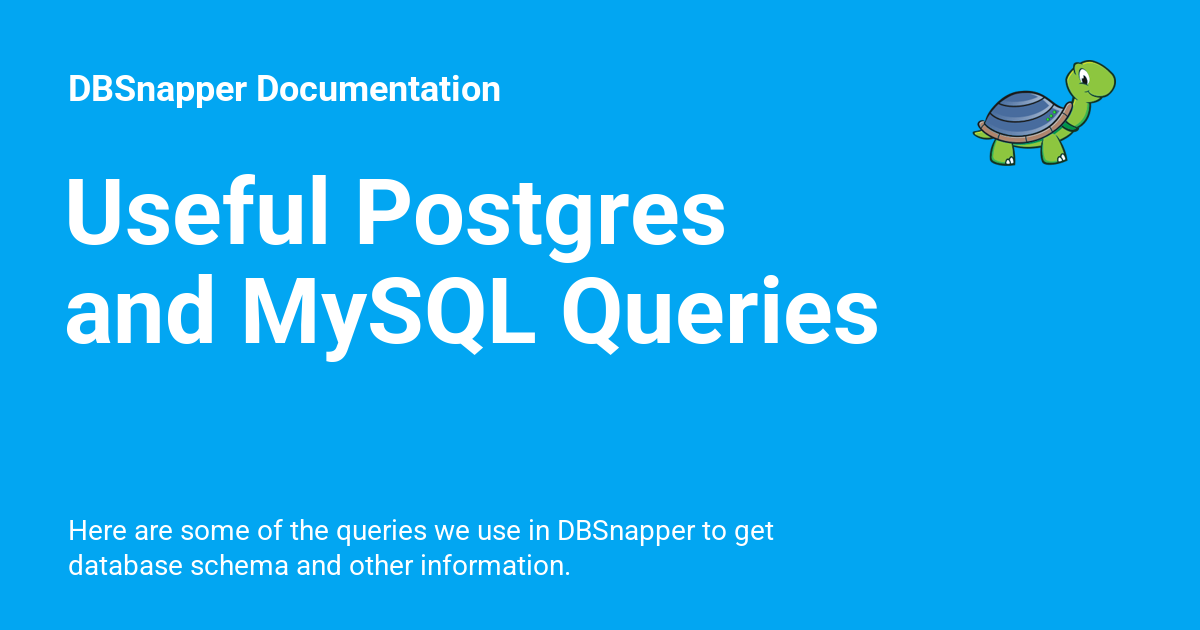 DBSnapper Documentation
Useful Postgres
and MySQL Queries
Here are some of the queries we use in DBSnapper to get
database schema and other information.